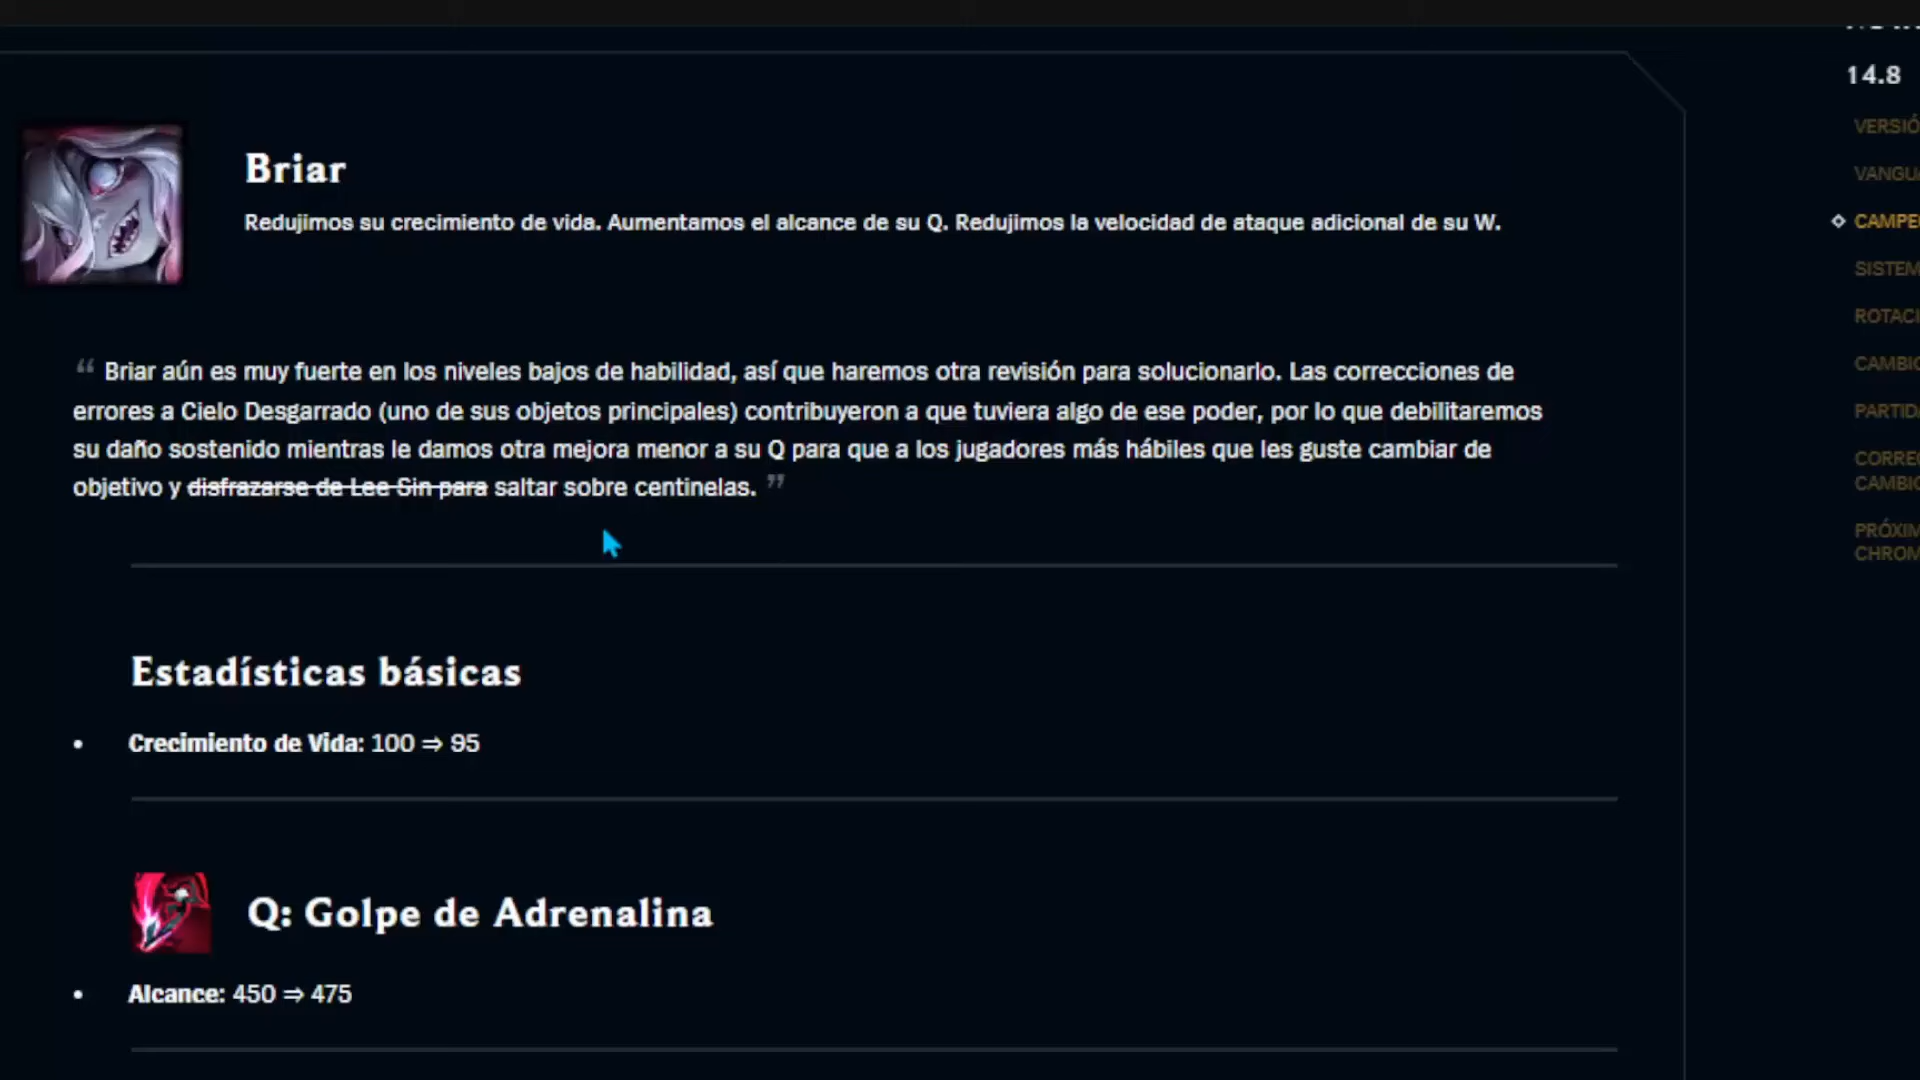 14.8
Briar
Redujimos su crecimiento de vida. Aumentamos el alcance de su Q. Redujimos la velocidad de ataque adicional de su W.
“ Briar aún es muy fuerte en los niveles bajos de habilidad, así que haremos otra revisión para solucionarlo. Las correcciones de
errores a Cielo Desgarrado (uno de sus objetos principales) contribuyeron a que tuviera algo de ese poder, por lo que debilitaremos
su daño sostenido mientras le damos otra mejora menor a su Q para que a los jugadores más hábiles que les guste cambiar de
objetivo y disfrazarse de Lee Sin para saltar sobre centinelas. ”
Estadísticas básicas
• Crecimiento de Vida: 100 ⇒ 95
Q: Golpe de Adrenalina
• Alcance: 450 ⇒ 475
VERSIÓ
VANGUA
CAMPE
SISTEM
ROTACI
CAMBIO
PARTIDA
CORREC
CAMBIO
PRÓXIM
CHROM